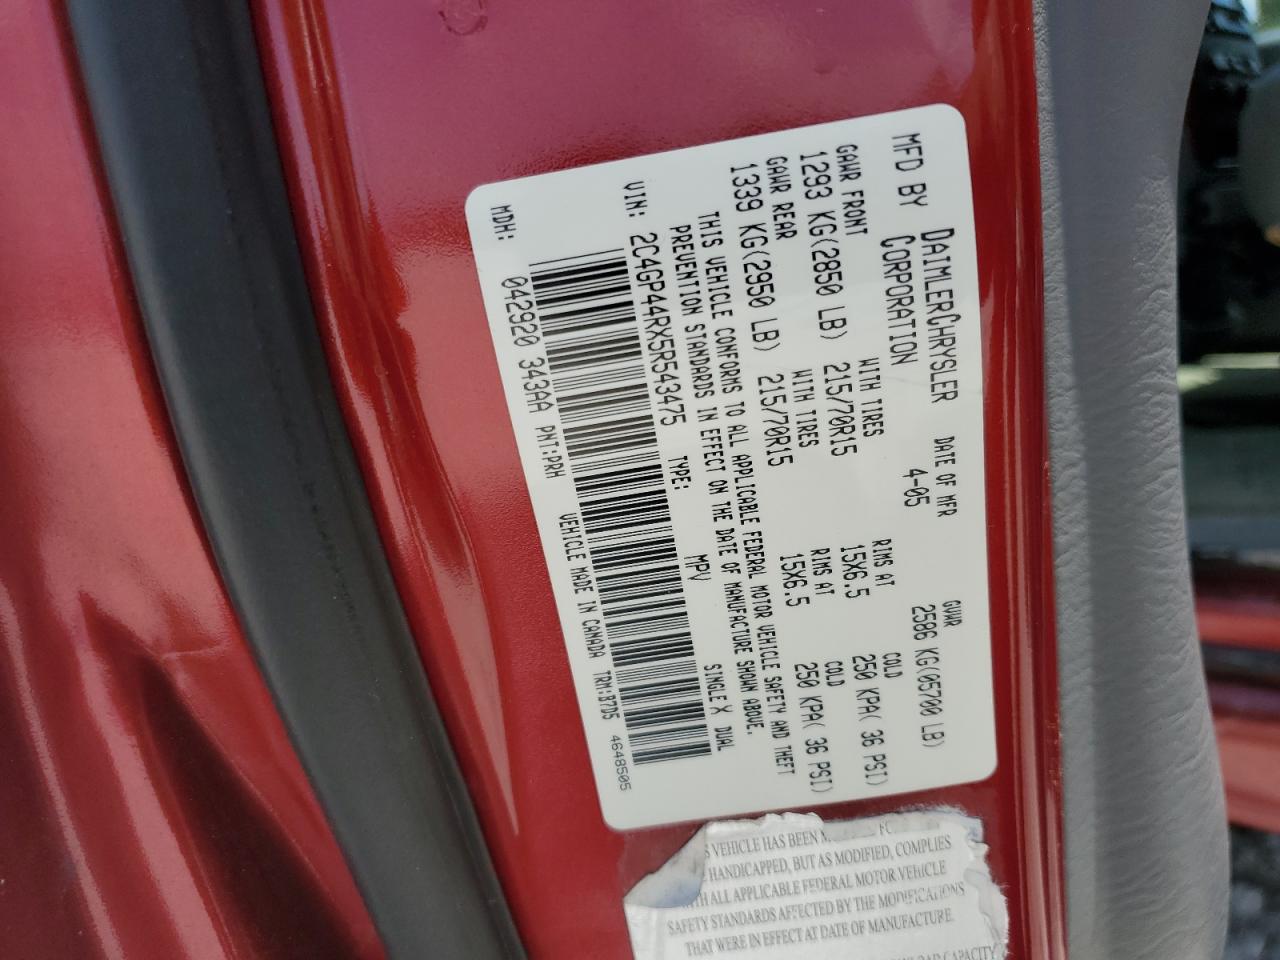 MFD BY DAIMLERCHRYSLER CORPORATION
DATE OF MFR 4-05
GVWR 2586 KG(05700 LB)
GAWR FRONT WITH TIRES RIMS AT COLD
1293 KG(2850 LB) 215/70R15 15X6.5 250 KPA( 36 PSI)
GAWR REAR WITH TIRES RIMS AT COLD
1339 KG(2950 LB) 215/70R15 15X6.5 250 KPA( 36 PSI)
THIS VEHICLE CONFORMS TO ALL APPLICABLE FEDERAL MOTOR VEHICLE SAFETY AND THEFT
PREVENTION STANDARDS IN EFFECT ON THE DATE OF MANUFACTURE SHOWN ABOVE.
VIN: 2C4GP44RX5R543475 TYPE: MPV SINGLE X DUAL
MDH: 042920 343AA PNT:PRH VEHICLE MADE IN CANADA TRM:B7D5 4648505
VEHICLE HAS BEEN
HANDICAPPED, BUT AS MODIFIED, COMPLIES
ALL APPLICABLE FEDERAL MOTOR VEHICLE
SAFETY STANDARDS AFFECTED BY THE MODIFICATIONS
THAT WERE IN EFFECT AT DATE OF MANUFACTURE.
CAPACITY